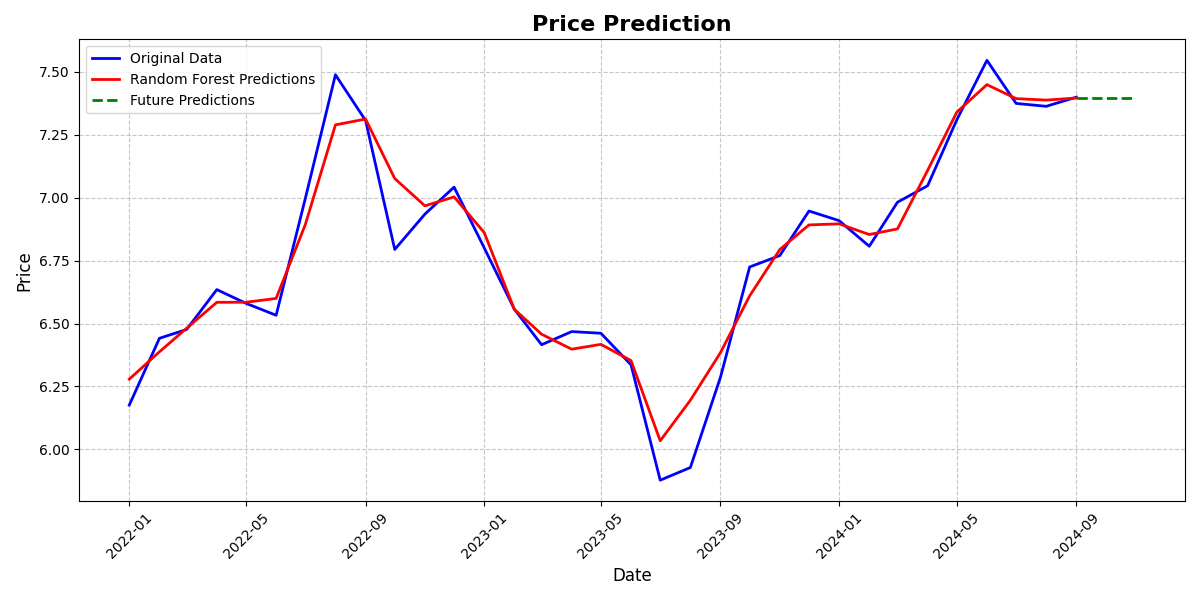 Price Prediction
Original Data
Random Forest Predictions
Future Predictions
7.50
7.25
7.00
6.75
6.50
6.25
6.00
Price
2022-01
2022-05
2022-09
2023-01
2023-05
2023-09
2024-01
2024-05
2024-09
Date